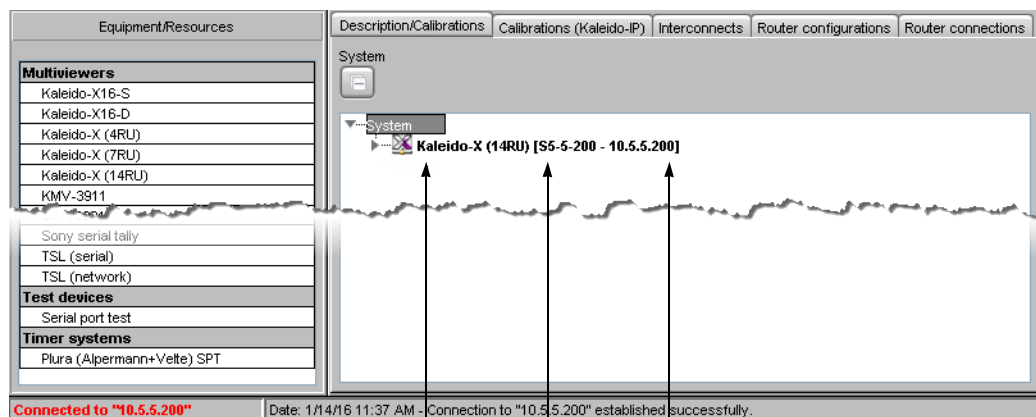 Equipment/Resources
Multiviewers
Kaleido-X16-S
Kaleido-X16-D
Kaleido-X (4RU)
Kaleido-X (7RU)
Kaleido-X (14RU)
KMV-3911
Sony serial tally
TSL (serial)
TSL (network)
Test devices
Serial port test
Timer systems
Plura (Alpermann+Velte) SPT
Description/Calibrations
Calibrations (Kaleido-IP)
Interconnects
Router configurations
Router connections
System
System
Kaleido-X (14RU) [S5-5-200 - 10.5.5.200]
Connected to "10.5.5.200"
Date: 1/14/16 11:37 AM - Connection to "10.5.5.200" established successfully.